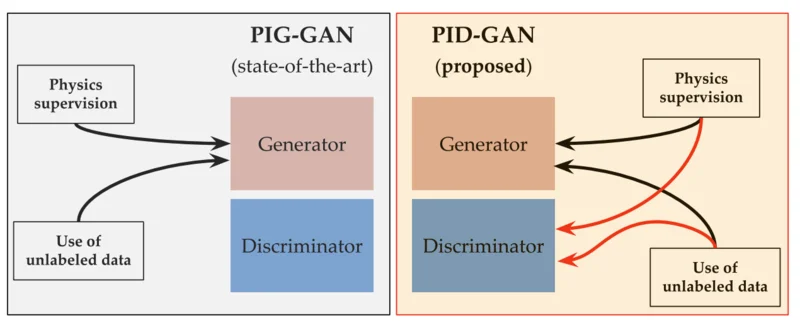 PIG-GAN
(state-of-the-art)
Physics
supervision
Generator
Use of
unlabeled data
Discriminator
PID-GAN
(proposed)
Physics
supervision
Generator
Discriminator
Use of
unlabeled data